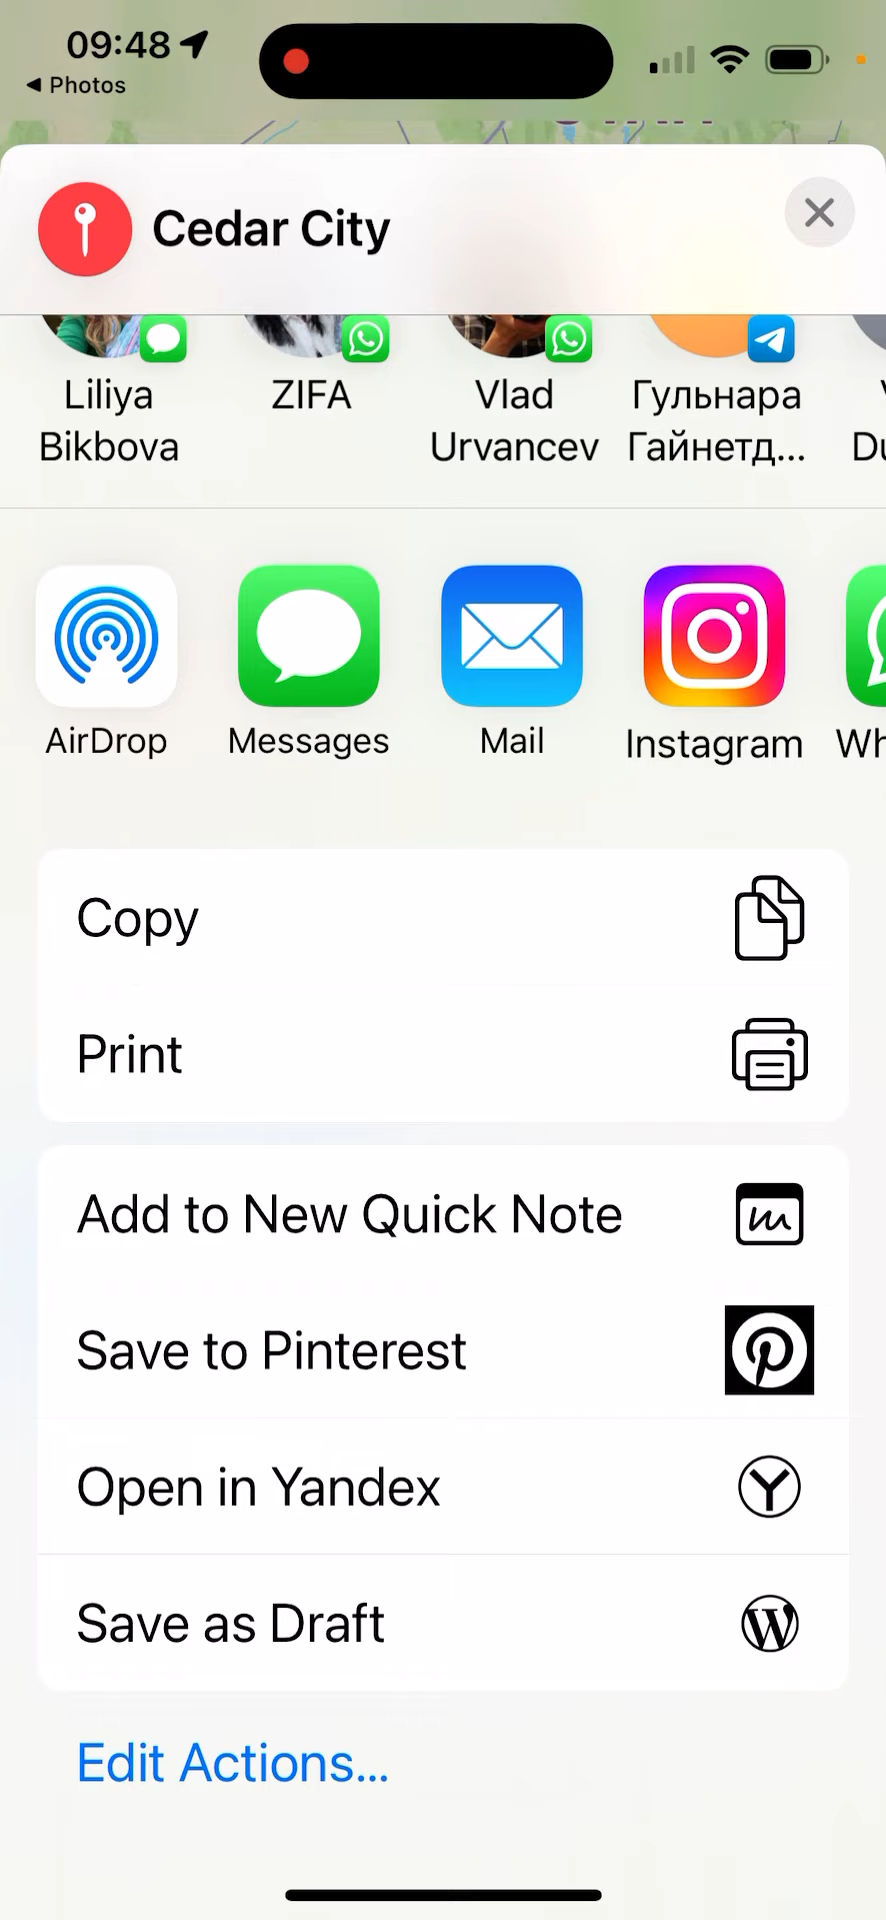 09:48
Photos
Cedar City
Liliya
Bikbova
ZIFA
Vlad
Urvancev
Гульнара
Гайнетд...
AirDrop
Messages
Mail
Instagram
Copy
Print
Add to New Quick Note
Save to Pinterest
Open in Yandex
Save as Draft
Edit Actions...